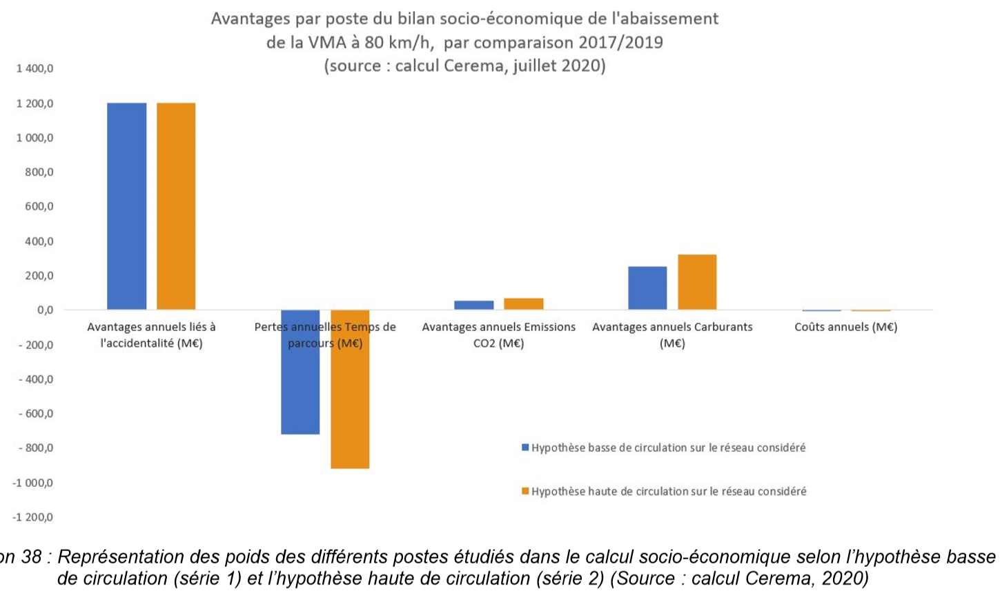 Avantages par poste du bilan socio-économique de l'abaissement
de la VMA à 80 km/h, par comparaison 2017/2019
(source : calcul Cerema, juillet 2020)
1 400,0
1 200,0
1 000,0
800,0
600,0
400,0
200,0
0,0
- 200,0
- 400,0
- 600,0
- 800,0
-1 000,0
-1 200,0
Avantages annuels liés à
l'accidentalité (M€)
Pertes annuelles Temps de
parcours (M€)
Avantages annuels Emissions
CO2 (M€)
Avantages annuels Carburants
(M€)
Coûts annuels (M€)
Hypothèse basse de circulation sur le réseau considéré
Hypothèse haute de circulation sur le réseau considéré
on 38 : Représentation des poids des différents postes étudiés dans le calcul socio-économique selon l’hypothèse basse
de circulation (série 1) et l’hypothèse haute de circulation (série 2) (Source : calcul Cerema, 2020)